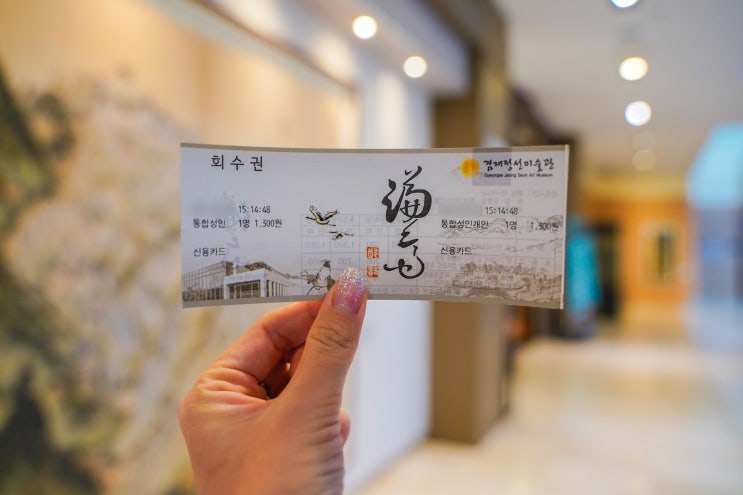 회수권
15:14:48
통합성인 1명 1,300원
신용카드
謙齋
겸재정선미술관
Gyeomjae Jeong Seon Art Museum
15:14:48
통합성인개인 1명 1,300원
신용카드